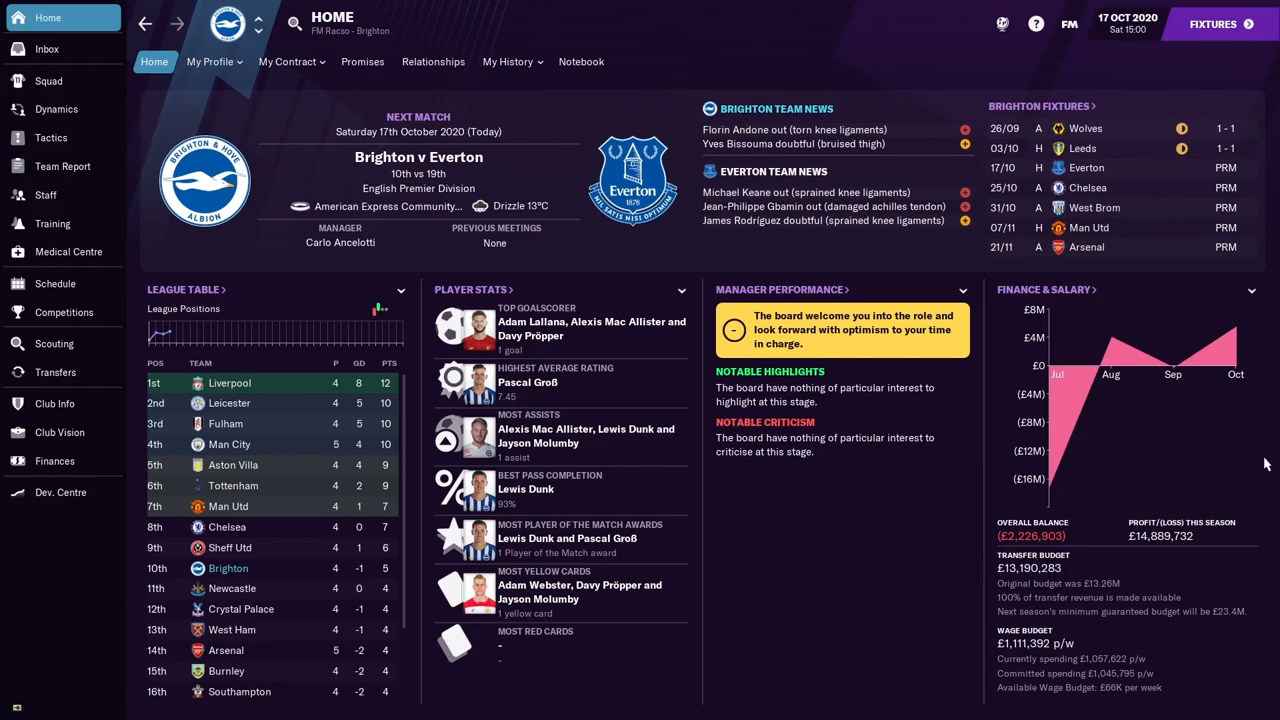 Home
Inbox
Squad
Dynamics
Tactics
Team Report
Staff
Training
Medical Centre
Schedule
Competitions
Scouting
Transfers
Club Info
Club Vision
Finances
Dev. Centre
HOME
FM Racso - Brighton
FM
17 OCT 2020
Sat 15:00
FIXTURES
Home
My Profile
My Contract
Promises
Relationships
My History
Notebook
BRIGHTON & HOVE
ALBION
NEXT MATCH
Saturday 17th October 2020 (Today)
Brighton v Everton
10th vs 19th
English Premier Division
American Express Community...
Drizzle 13°C
MANAGER
Carlo Ancelotti
PREVIOUS MEETINGS
None
Everton
1878
NIL SATIS NISI OPTIMUM
BRIGHTON TEAM NEWS
Florin Andone out (torn knee ligaments)
Yves Bissouma doubtful (bruised thigh)
EVERTON TEAM NEWS
Michael Keane out (sprained knee ligaments)
Jean-Philippe Gbamin out (damaged achilles tendon)
James Rodríguez doubtful (sprained knee ligaments)
BRIGHTON FIXTURES
26/09 A Wolves 1 - 1
03/10 H Leeds 1 - 1
17/10 H Everton PRM
25/10 A Chelsea PRM
31/10 A West Brom PRM
07/11 H Man Utd PRM
21/11 A Arsenal PRM
LEAGUE TABLE
League Positions
POS TEAM P GD PTS
1st Liverpool 4 8 12
2nd Leicester 4 5 10
3rd Fulham 4 5 10
4th Man City 5 4 10
5th Aston Villa 4 4 9
6th Tottenham 4 2 9
7th Man Utd 4 1 7
8th Chelsea 4 0 7
9th Sheff Utd 4 1 6
10th Brighton 4 -1 5
11th Newcastle 4 0 4
12th Crystal Palace 4 -1 4
13th West Ham 4 -1 4
14th Arsenal 5 -2 4
15th Burnley 4 -2 4
16th Southampton 4 -2 4
PLAYER STATS
TOP GOALSCORER
Adam Lallana, Alexis Mac Allister and
Davy Pröpper
1 goal
HIGHEST AVERAGE RATING
Pascal Groß
7.45
MOST ASSISTS
Alexis Mac Allister, Lewis Dunk and
Jayson Molumby
1 assist
BEST PASS COMPLETION
Lewis Dunk
93%
MOST PLAYER OF THE MATCH AWARDS
Lewis Dunk and Pascal Groß
1 Player of the Match award
MOST YELLOW CARDS
Adam Webster, Davy Pröpper and
Jayson Molumby
1 yellow card
MOST RED CARDS
-
-
MANAGER PERFORMANCE
The board welcome you into the role and
look forward with optimism to your time
in charge.
NOTABLE HIGHLIGHTS
The board have nothing of particular interest to
highlight at this stage.
NOTABLE CRITICISM
The board have nothing of particular interest to
criticise at this stage.
FINANCE & SALARY
£8M
£4M
£0
(£4M)
(£8M)
(£12M)
(£16M)
Jul Aug Sep Oct
OVERALL BALANCE
(£2,226,903)
PROFIT/(LOSS) THIS SEASON
£14,889,732
TRANSFER BUDGET
£13,190,283
Original budget was £13.26M
100% of transfer revenue is made available
Next season's minimum guaranteed budget will be £23.4M.
WAGE BUDGET
£1,111,392 p/w
Currently spending £1,057,622 p/w
Committed spending £1,045,795 p/w
Available Wage Budget: £66K per week